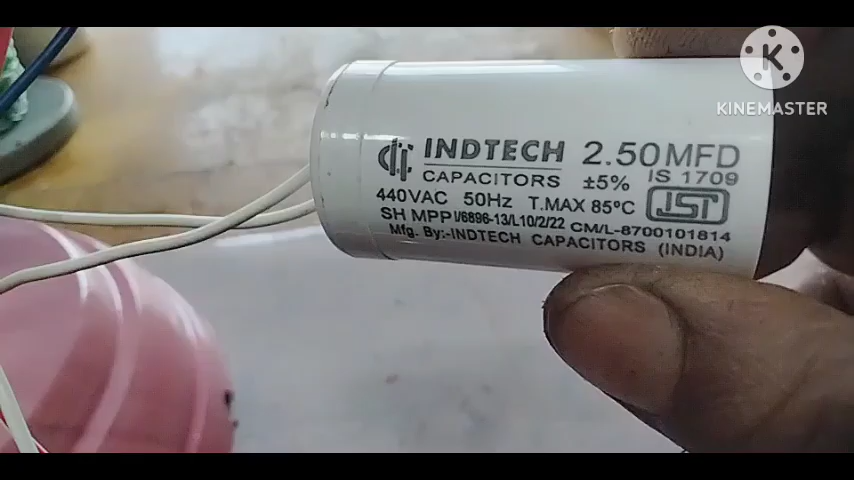 INDTECH 2.50MFD
CAPACITORS ±5% IS 1709
440VAC 50Hz T.MAX 85°C ISI
SH MPP I/6896-13/L10/2/22 CM/L-8700101814
Mfg. By:-INDTECH CAPACITORS (INDIA)
K
KINEMASTER